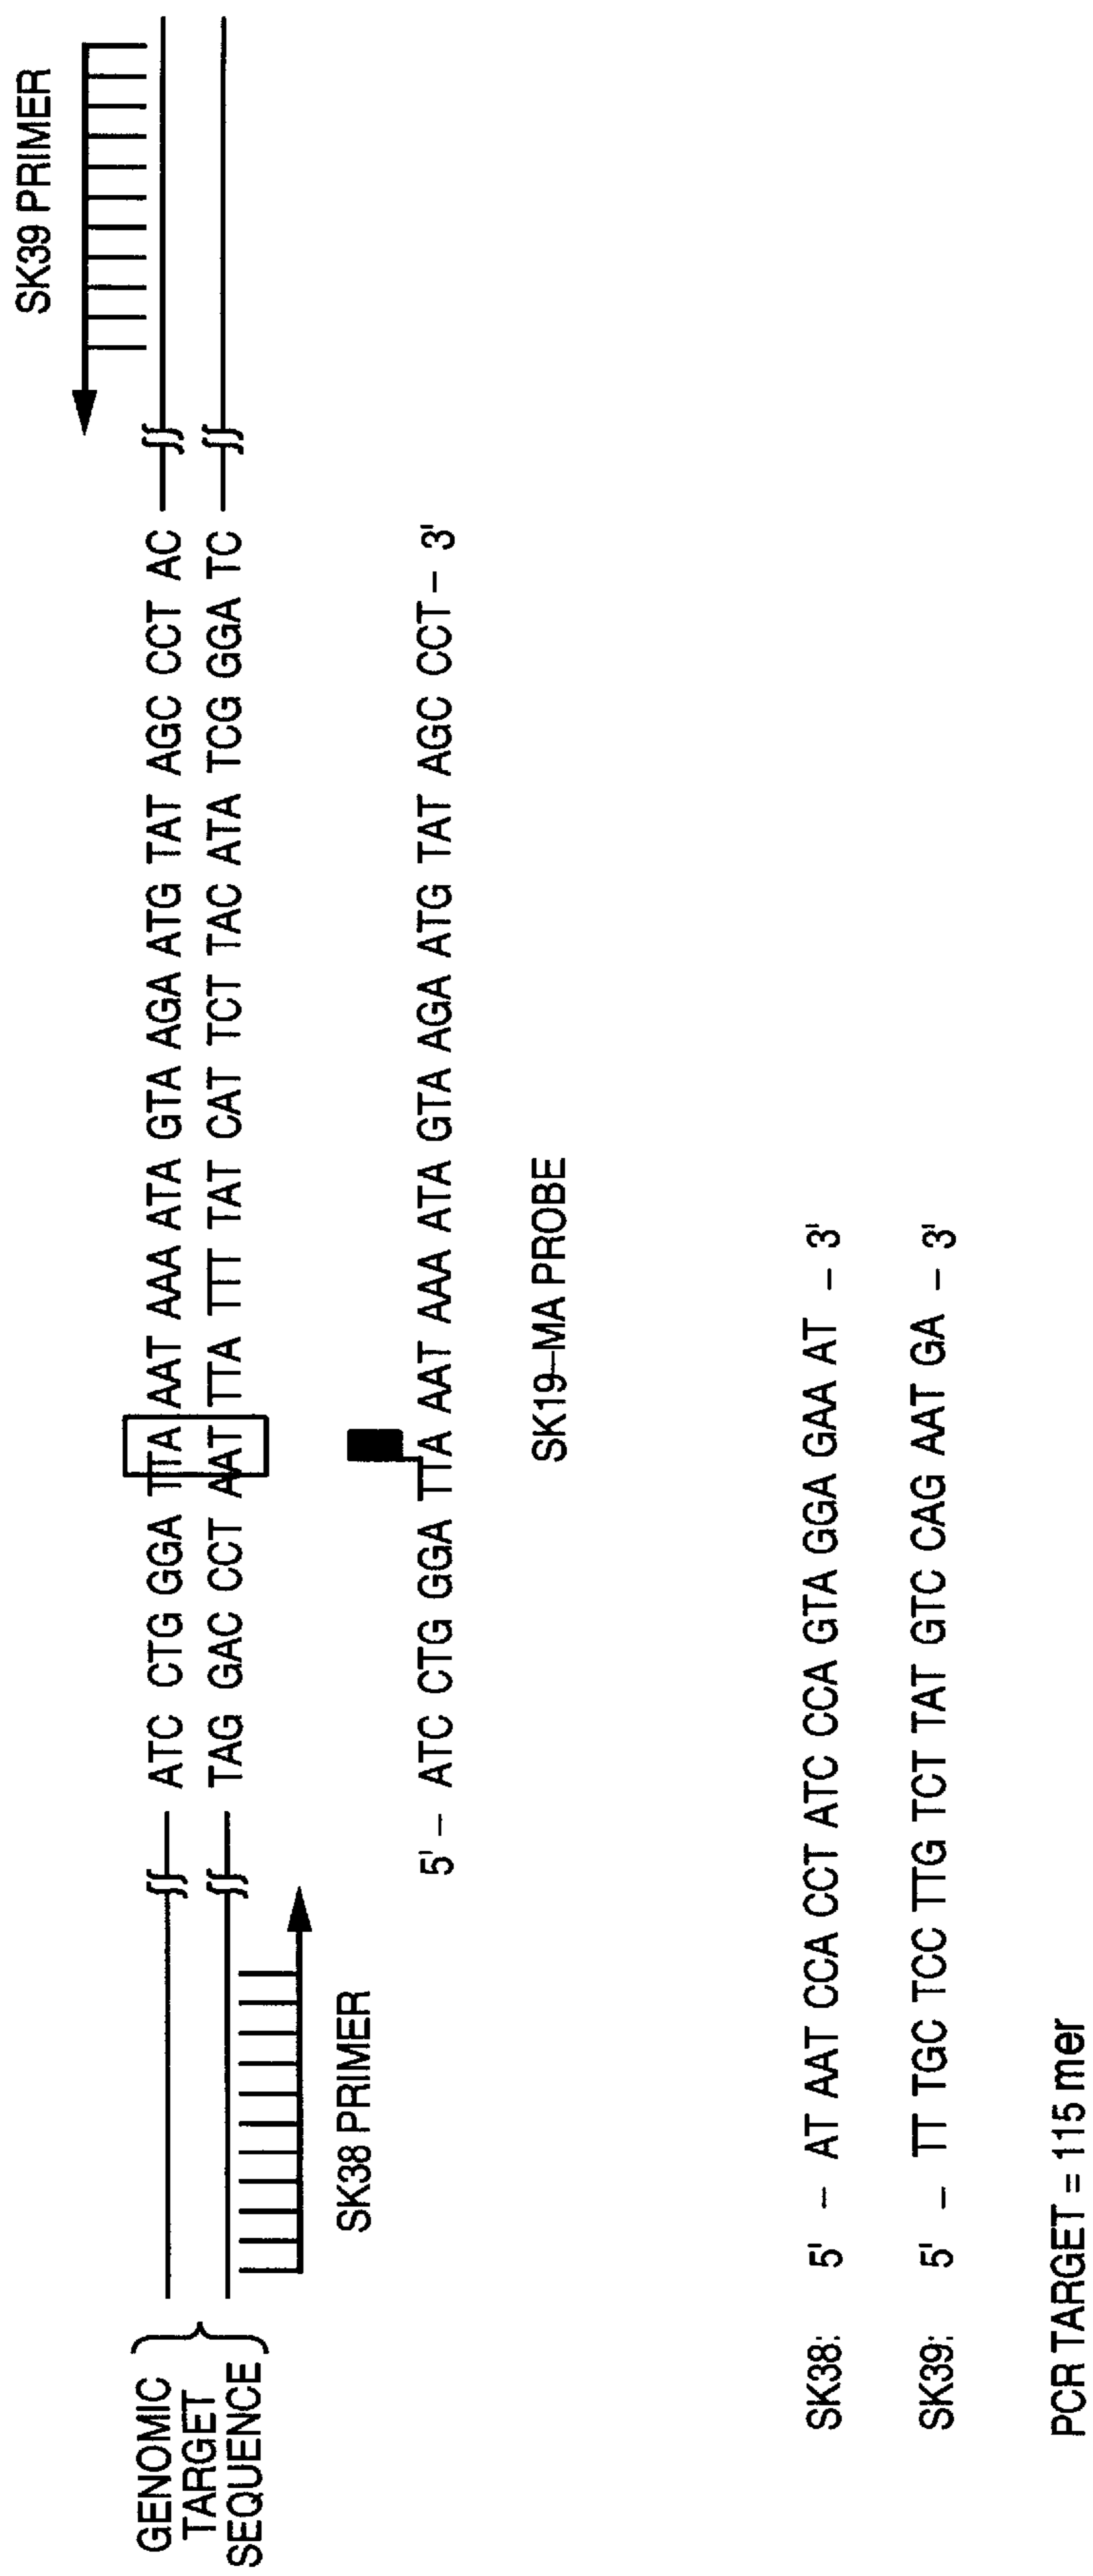 SK39 PRIMER
GENOMIC
TARGET
SEQUENCE
ATC CTG GGA TTA AAT AAA ATA GTA AGA ATG TAT AGC CCT AC
TAG GAC CCT AAT TTA TTT TAT CAT TCT TAC ATA TCG GGA TC
SK38 PRIMER
5' – ATC CTG GGA TTA AAT AAA ATA GTA AGA ATG TAT AGC CCT – 3'
SK19–MA PROBE
SK38: 5' – AT AAT CCA CCT ATC CCA GTA GGA GAA AT – 3'
SK39: 5' – TT TGC TCC TTG TCT TAT GTC CAG AAT GA – 3'
PCR TARGET = 115 mer